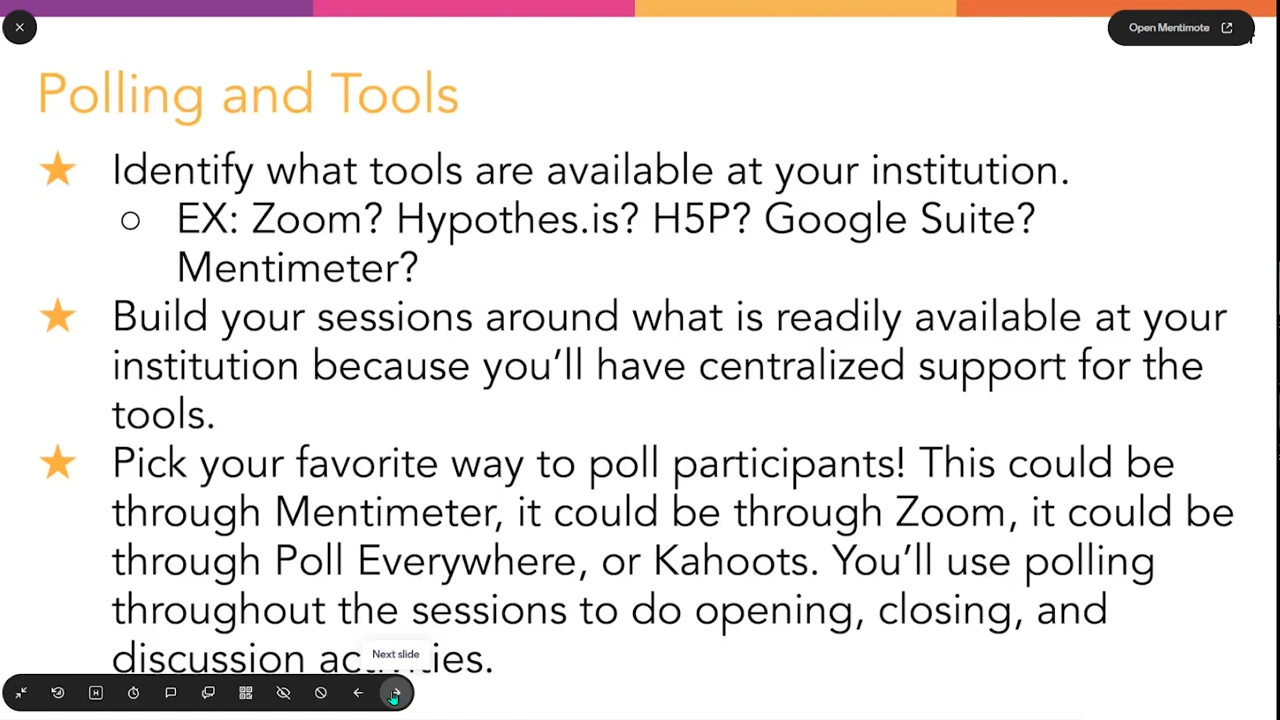 Open Mentimote
Polling and Tools
★ Identify what tools are available at your institution.
○ EX: Zoom? Hypothes.is? H5P? Google Suite?
Mentimeter?
★ Build your sessions around what is readily available at your
institution because you’ll have centralized support for the
tools.
★ Pick your favorite way to poll participants! This could be
through Mentimeter, it could be through Zoom, it could be
through Poll Everywhere, or Kahoots. You’ll use polling
throughout the sessions to do opening, closing, and
discussion
Next slide